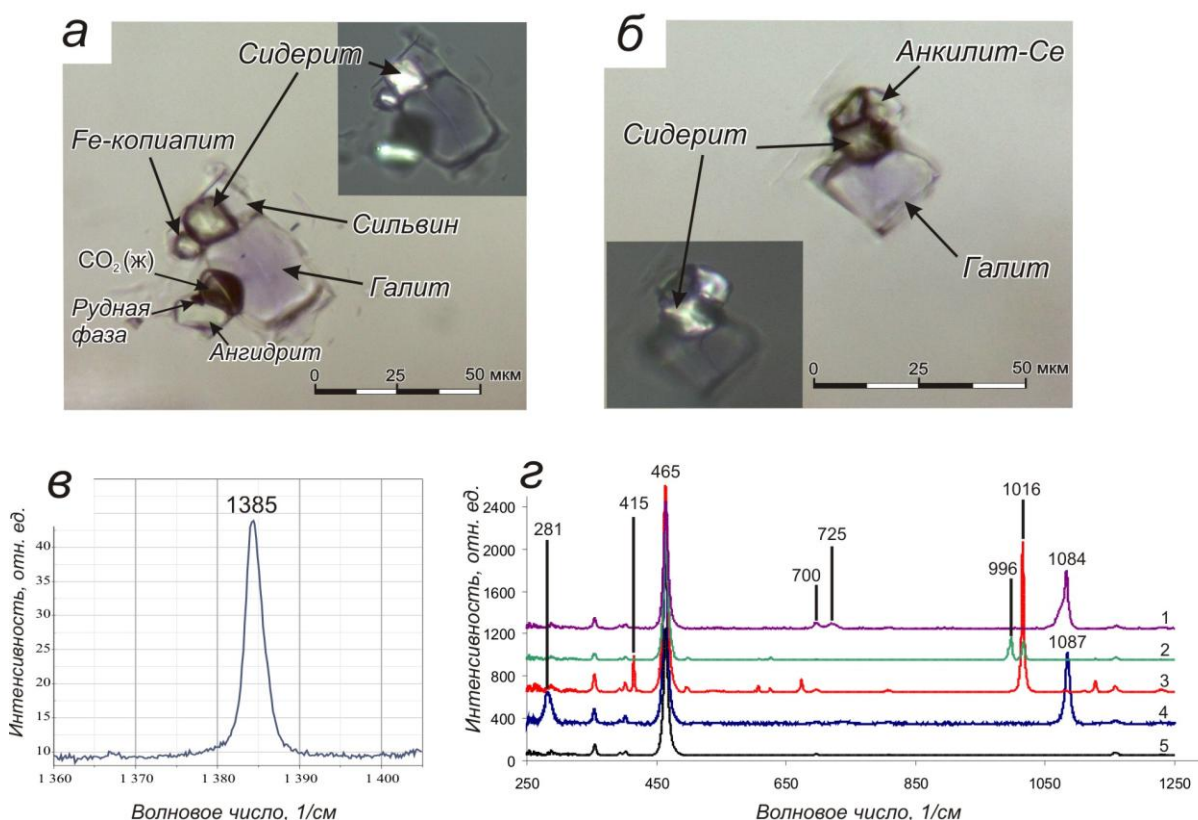 а
Сидерит
Fe-копиапит
Сильвин
CO₂ (ж)
Галит
Рудная
фаза
Ангидрит
0 25 50 мкм
б
Анкилит-Ce
Сидерит
Галит
0 25 50 мкм
в
1385
Интенсивность, отн. ед.
40
35
30
25
20
15
10
1 360 1 370 1 380 1 390 1 400
Волновое число, 1/см
г
465
415
281
1016
725
700
996
1084
1087
Интенсивность, отн. ед.
2400
2100
1600
1200
800
400
0
1
2
3
4
5
250 450 650 850 1050 1250
Волновое число, 1/см